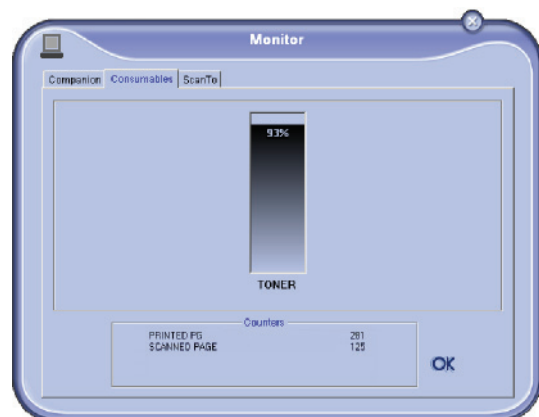 Monitor
Companion Consumables ScanTo
93%
TONER
Counters
PRINTED PG 281
SCANNED PAGE 125
OK